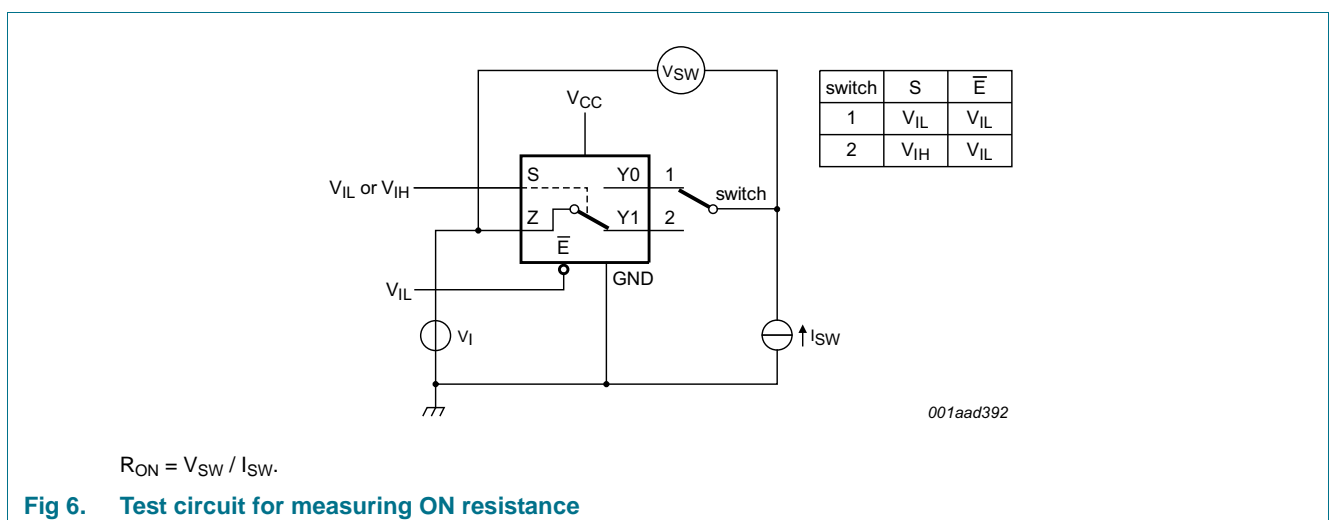 VSW
switch S E̅
1 VIL VIL
2 VIH VIL
VCC
VIL or VIH
S Y0 1
switch
Z Y1 2
E̅
GND
VIL
VI
ISW
001aad392
RON = VSW / ISW.
Fig 6. Test circuit for measuring ON resistance